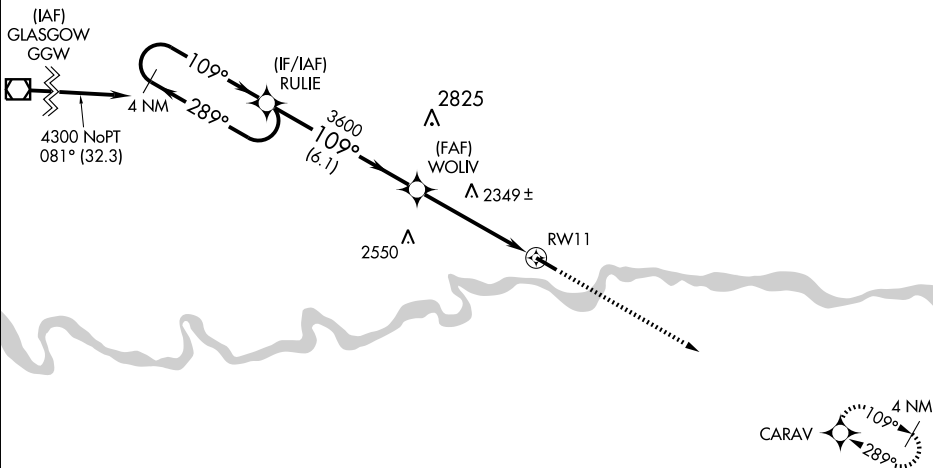 (IAF)
GLASGOW
GGW
4300 NoPT
081° (32.3)
109°
4 NM
289°
(IF/IAF)
RULIE
3600
109°
(6.1)
2825
(FAF)
WOLIV
2349 ±
2550
RW11
CARAV
109°
4 NM
289°